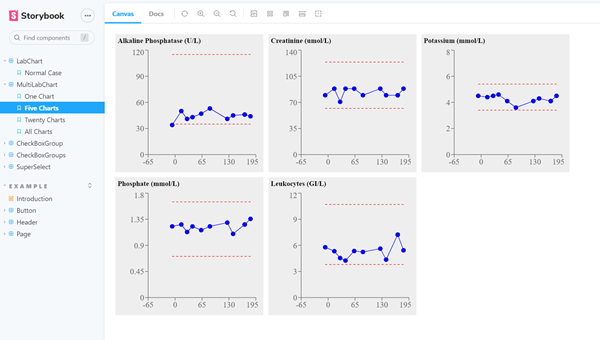 Storybook
Find components /
LabChart
Normal Case
MultiLabChart
One Chart
Five Charts
Twenty Charts
All Charts
CheckBoxGroup
CheckBoxGroups
SuperSelect
EXAMPLE
Introduction
Button
Header
Page
Canvas Docs
Alkaline Phosphatase (U/L)
120
90
60
30
0
-65 0 65 130 195
Creatinine (umol/L)
140
105
70
35
0
-65 0 65 130 195
Potassium (mmol/L)
8
6
4
2
0
-65 0 65 130 195
Phosphate (mmol/L)
1.8
1.35
0.9
0.45
0
-65 0 65 130 195
Leukocytes (GI/L)
12
9
6
3
0
-65 0 65 130 195